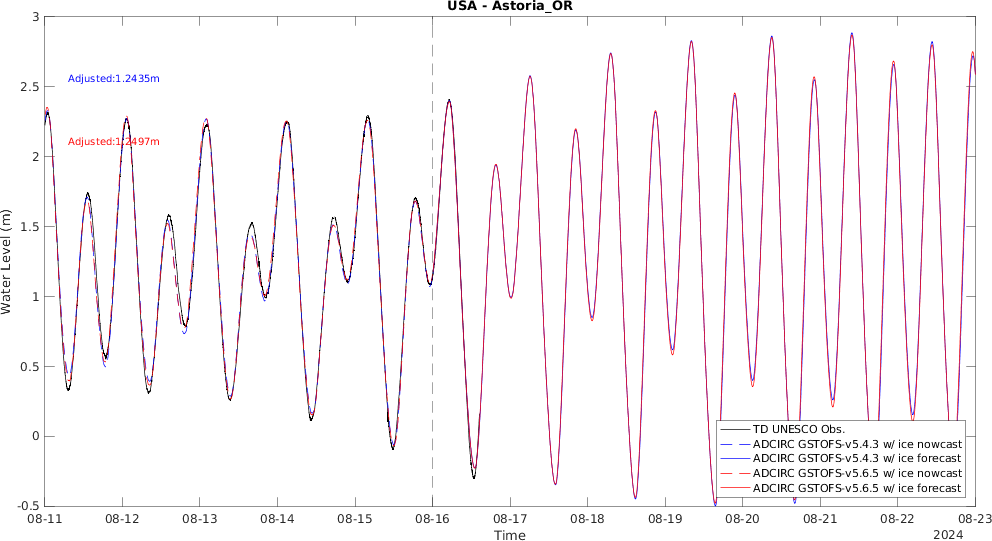 USA - Astoria_OR
3
2.5
2
1.5
1
0.5
0
-0.5
Water Level (m)
Adjusted:1.2435m
Adjusted:1.2497m
TD UNESCO Obs.
ADCIRC GSTOFS-v5.4.3 w/ ice nowcast
ADCIRC GSTOFS-v5.4.3 w/ ice forecast
ADCIRC GSTOFS-v5.6.5 w/ ice nowcast
ADCIRC GSTOFS-v5.6.5 w/ ice forecast
08-11 08-12 08-13 08-14 08-15 08-16 08-17 08-18 08-19 08-20 08-21 08-22 08-23
Time
2024